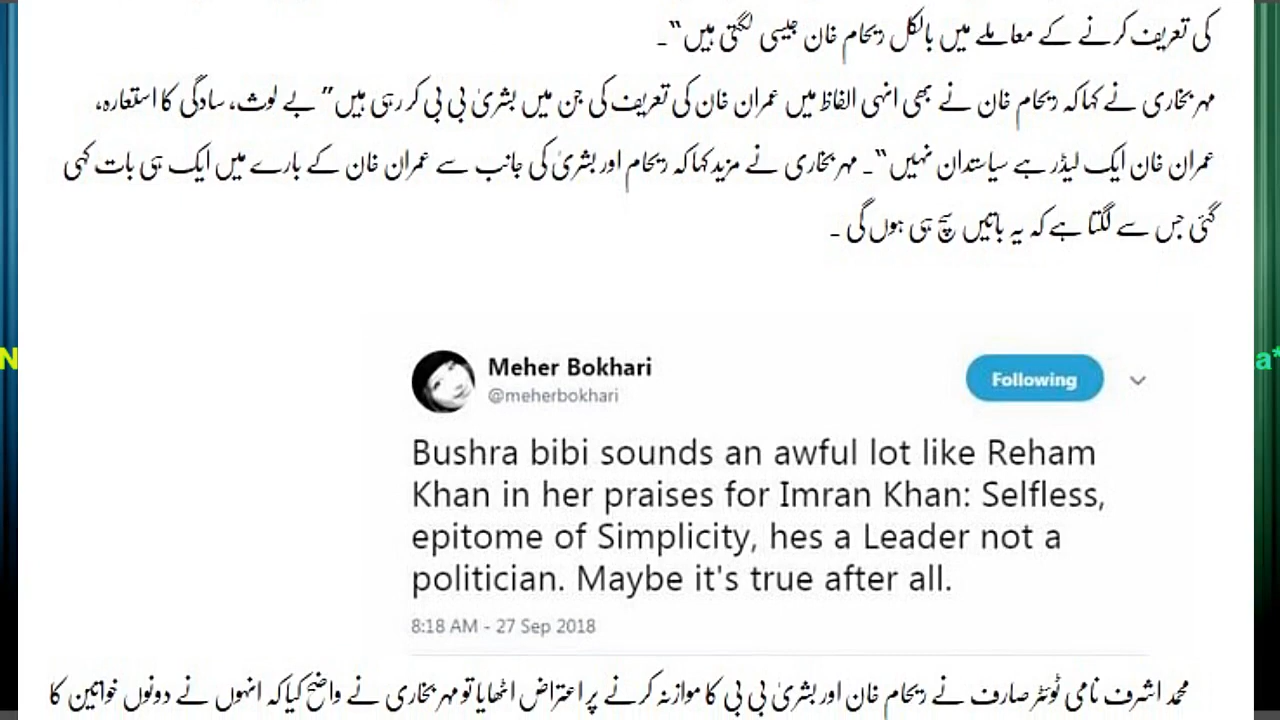 کی تعریف کرنے کے معاملے میں بالکل ریحام خان جیسی لگتی ہیں“۔
مہر بخاری نے کہا کہ ریحام خان نے بھی انہی الفاظ میں عمران خان کی تعریف کی جن میں بشریٰ بی بی کر رہی ہیں” بے لوث، سادگی کا استعارہ،
عمران خان ایک لیڈر ہے سیاستدان نہیں“۔ مہر بخاری نے مزید کہا کہ ریحام اور بشریٰ کی جانب سے عمران خان کے بارے میں ایک ہی بات کہی
گئی جس سے لگتا ہے کہ یہ باتیں سچ ہی ہوں گی ۔
Meher Bokhari
@meherbokhari
Following
Bushra bibi sounds an awful lot like Reham
Khan in her praises for Imran Khan: Selfless,
epitome of Simplicity, hes a Leader not a
politician. Maybe it's true after all.
8:18 AM - 27 Sep 2018
N
a*
محمد اشرف نامی ٹوئٹر صارف نے ریحام خان اور بشریٰ بی بی کا موازنہ کرنے پر اعتراض اٹھایا تو مہر بخاری نے واضح کیا کہ انہوں نے دونوں خواتین کا